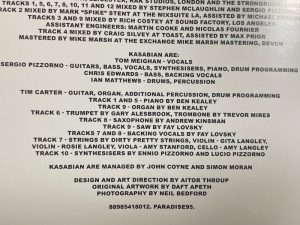 TRACKS 1, 5, 6, 7, 8, 10, 11 AND 12 MIXED BY STEPHEN MCLAUGHLIN AND SERGIO PIZZOR
TRACK 2 MIXED BY MARK "SPIKE" STENT AT THE MIXSUITE LA, ASSISTED BY MICHAEL
TRACKS 3 AND 9 MIXED BY RICH COSTEY AT SOUND FACTORY, LOS ANGELES
ASSISTANT ENGINEERS: MARTIN COOKE AND NICOLAS FOURNIER
TRACK 4 MIXED BY CRAIG SILVEY AT TOAST, ASSISTED BY MAX PRIOR
MASTERED BY MIKE MARSH AT THE EXCHANGE MIKE MARSH MASTERING, DEVON
KASABIAN ARE:
TOM MEIGHAN - VOCALS
SERGIO PIZZORNO - GUITARS, BASS, VOCALS, SYNTHESISERS, PIANO, DRUM PROGRAMMING
CHRIS EDWARDS - BASS, BACKING VOCALS
IAN MATTHEWS - DRUMS, PERCUSSION
TIM CARTER - GUITAR, ORGAN, ADDITIONAL PERCUSSION, DRUM PROGRAMMING
TRACK 1 AND 5 - PIANO BY BEN KEALEY
TRACK 9 - ORGAN BY BEN KEALEY
TRACK 6 - TRUMPET BY GARY ALESBROOK, TROMBONE BY TREVOR MIRES
TRACK 8 - SAXOPHONE BY ANDREW KINSMAN
TRACK 9 - SAW BY FAY LOVSKY
TRACKS 7 AND 8 - BACKING VOCALS BY FAY LOVSKY
TRACK 7 - STRINGS BY DIRTY PRETTY STRINGS, VIOLIN - GITA LANGLEY,
VIOLIN - ROSIE LANGLEY, VIOLA - AMY STANFORD, CELLO - AMY LANGLEY
TRACK 10 - SYNTHESISERS BY ENNIO PIZZORNO AND LUCIO PIZZORNO
KASABIAN ARE MANAGED BY JOHN COYNE AND SIMON MORAN
DESIGN AND ART DIRECTION BY AITOR THROUP
ORIGINAL ARTWORK BY DAFT APETH
PHOTOGRAPHY BY NEIL BEDFORD
88985418012. PARADISE95.